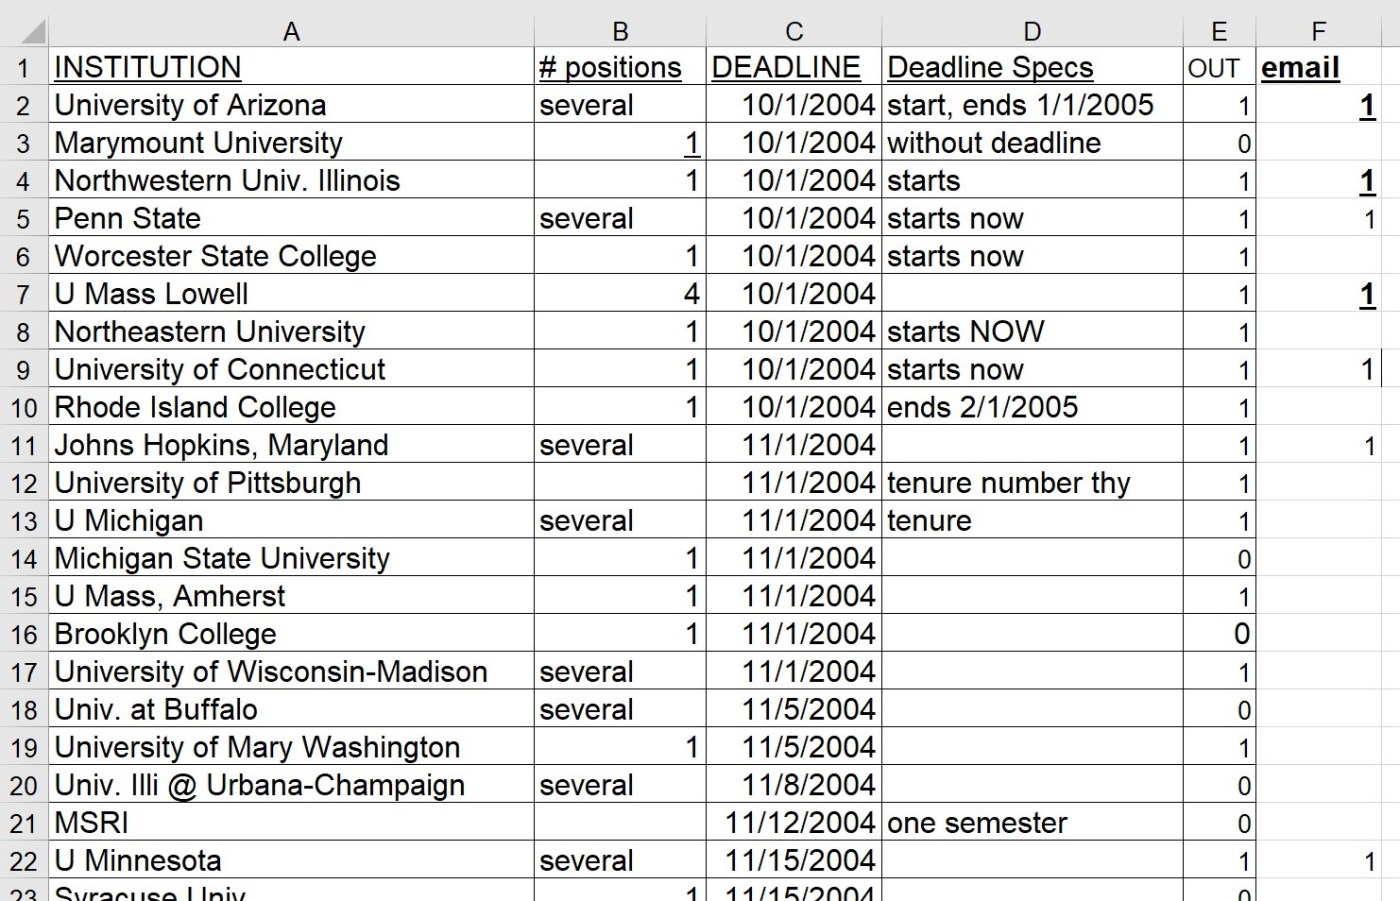 A B C D E F
1 INSTITUTION # positions DEADLINE Deadline Specs OUT email
2 University of Arizona several 10/1/2004 start, ends 1/1/2005 1 1
3 Marymount University 1 10/1/2004 without deadline 0
4 Northwestern Univ. Illinois 1 10/1/2004 starts 1 1
5 Penn State several 10/1/2004 starts now 1 1
6 Worcester State College 1 10/1/2004 starts now 1
7 U Mass Lowell 4 10/1/2004 1 1
8 Northeastern University 1 10/1/2004 starts NOW 1
9 University of Connecticut 1 10/1/2004 starts now 1 1
10 Rhode Island College 1 10/1/2004 ends 2/1/2005 1
11 Johns Hopkins, Maryland several 11/1/2004 1 1
12 University of Pittsburgh 11/1/2004 tenure number thy 1
13 U Michigan several 11/1/2004 tenure 1
14 Michigan State University 1 11/1/2004 0
15 U Mass, Amherst 1 11/1/2004 1
16 Brooklyn College 1 11/1/2004 0
17 University of Wisconsin-Madison several 11/1/2004 1
18 Univ. at Buffalo several 11/5/2004 0
19 University of Mary Washington 1 11/5/2004 1
20 Univ. Illi @ Urbana-Champaign several 11/8/2004 0
21 MSRI 11/12/2004 one semester 0
22 U Minnesota several 11/15/2004 1 1
23 Syracuse Univ 1 11/15/2004 0